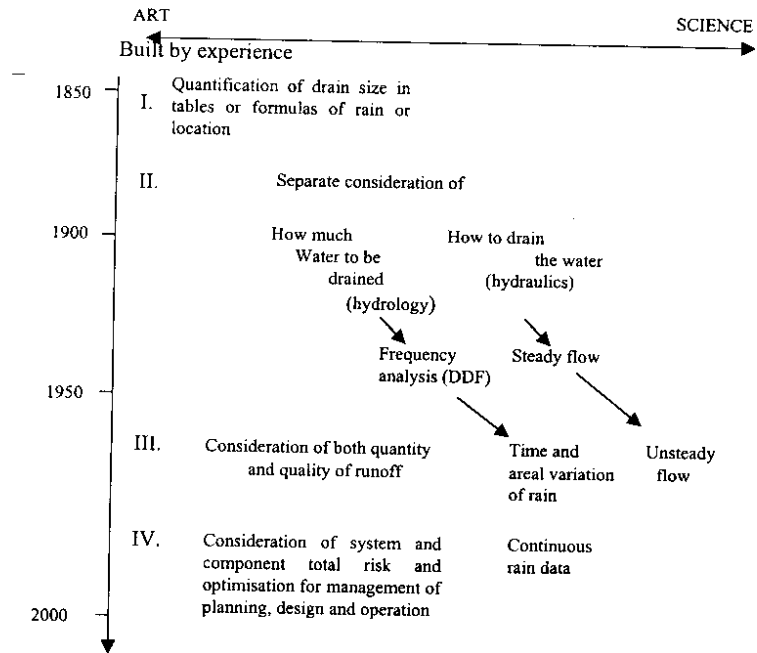 ART
SCIENCE
Built by experience
1850
I.
Quantification of drain size in
tables or formulas of rain or
location
II.
Separate consideration of
1900
How much
Water to be
drained
(hydrology)
How to drain
the water
(hydraulics)
Frequency
analysis (DDF)
Steady flow
1950
III.
Consideration of both quantity
and quality of runoff
Time and
areal variation
of rain
Unsteady
flow
IV.
Consideration of system and
component total risk and
optimisation for management of
planning, design and operation
Continuous
rain data
2000